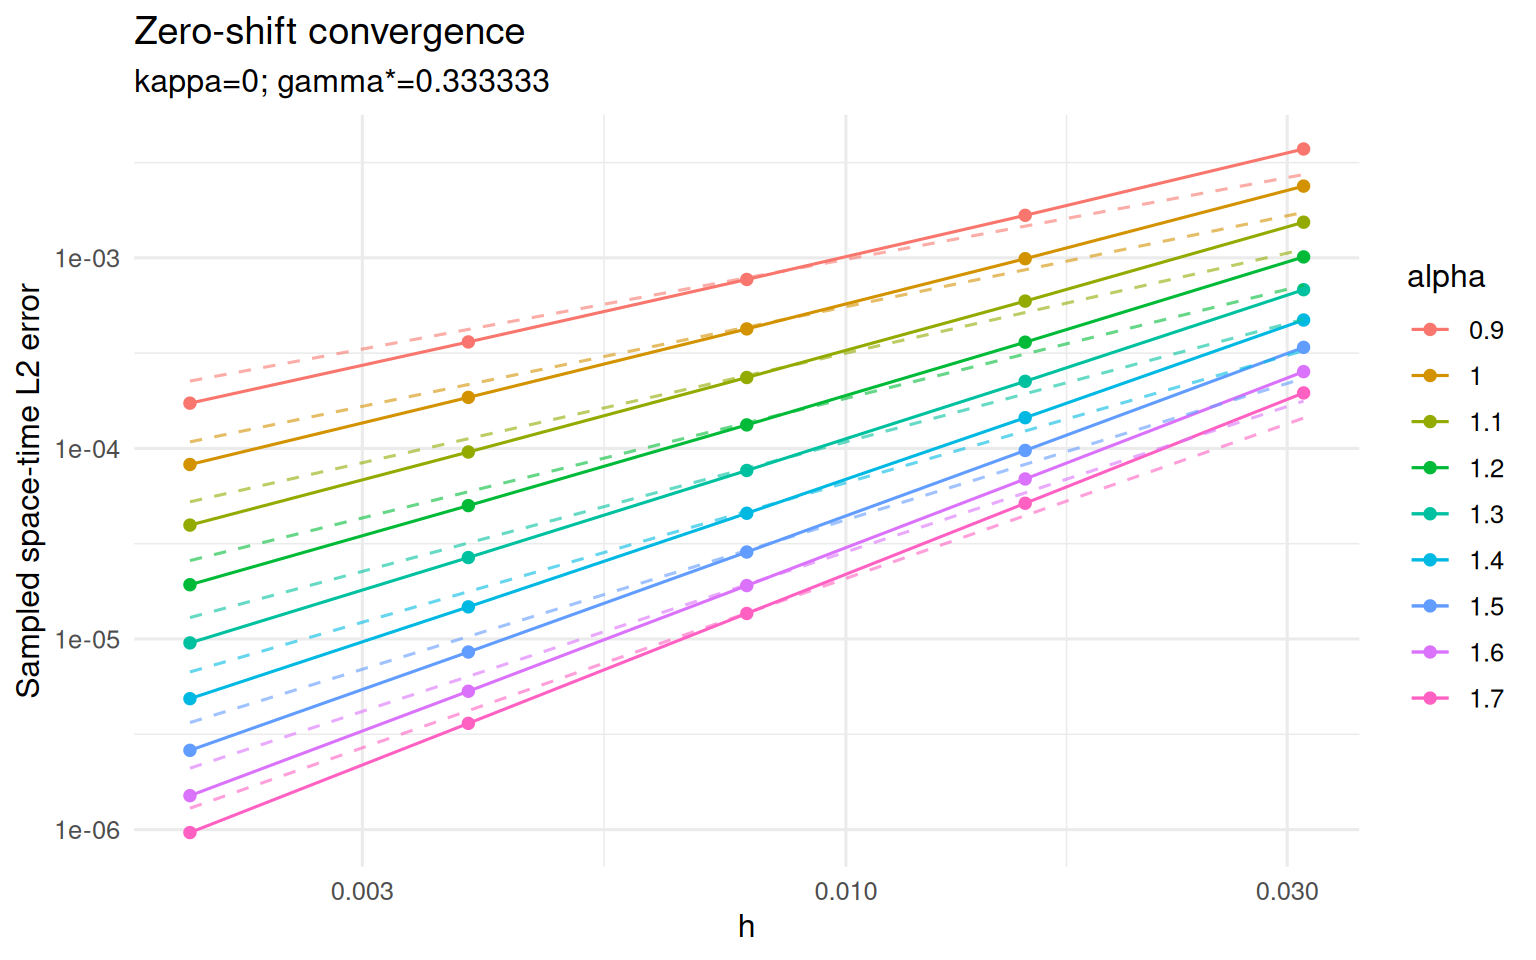 Zero-shift convergence
kappa=0; gamma*=0.333333
Sampled space-time L2 error
1e-03
1e-04
1e-05
1e-06
0.003
0.010
0.030
h
alpha
0.9
1
1.1
1.2
1.3
1.4
1.5
1.6
1.7